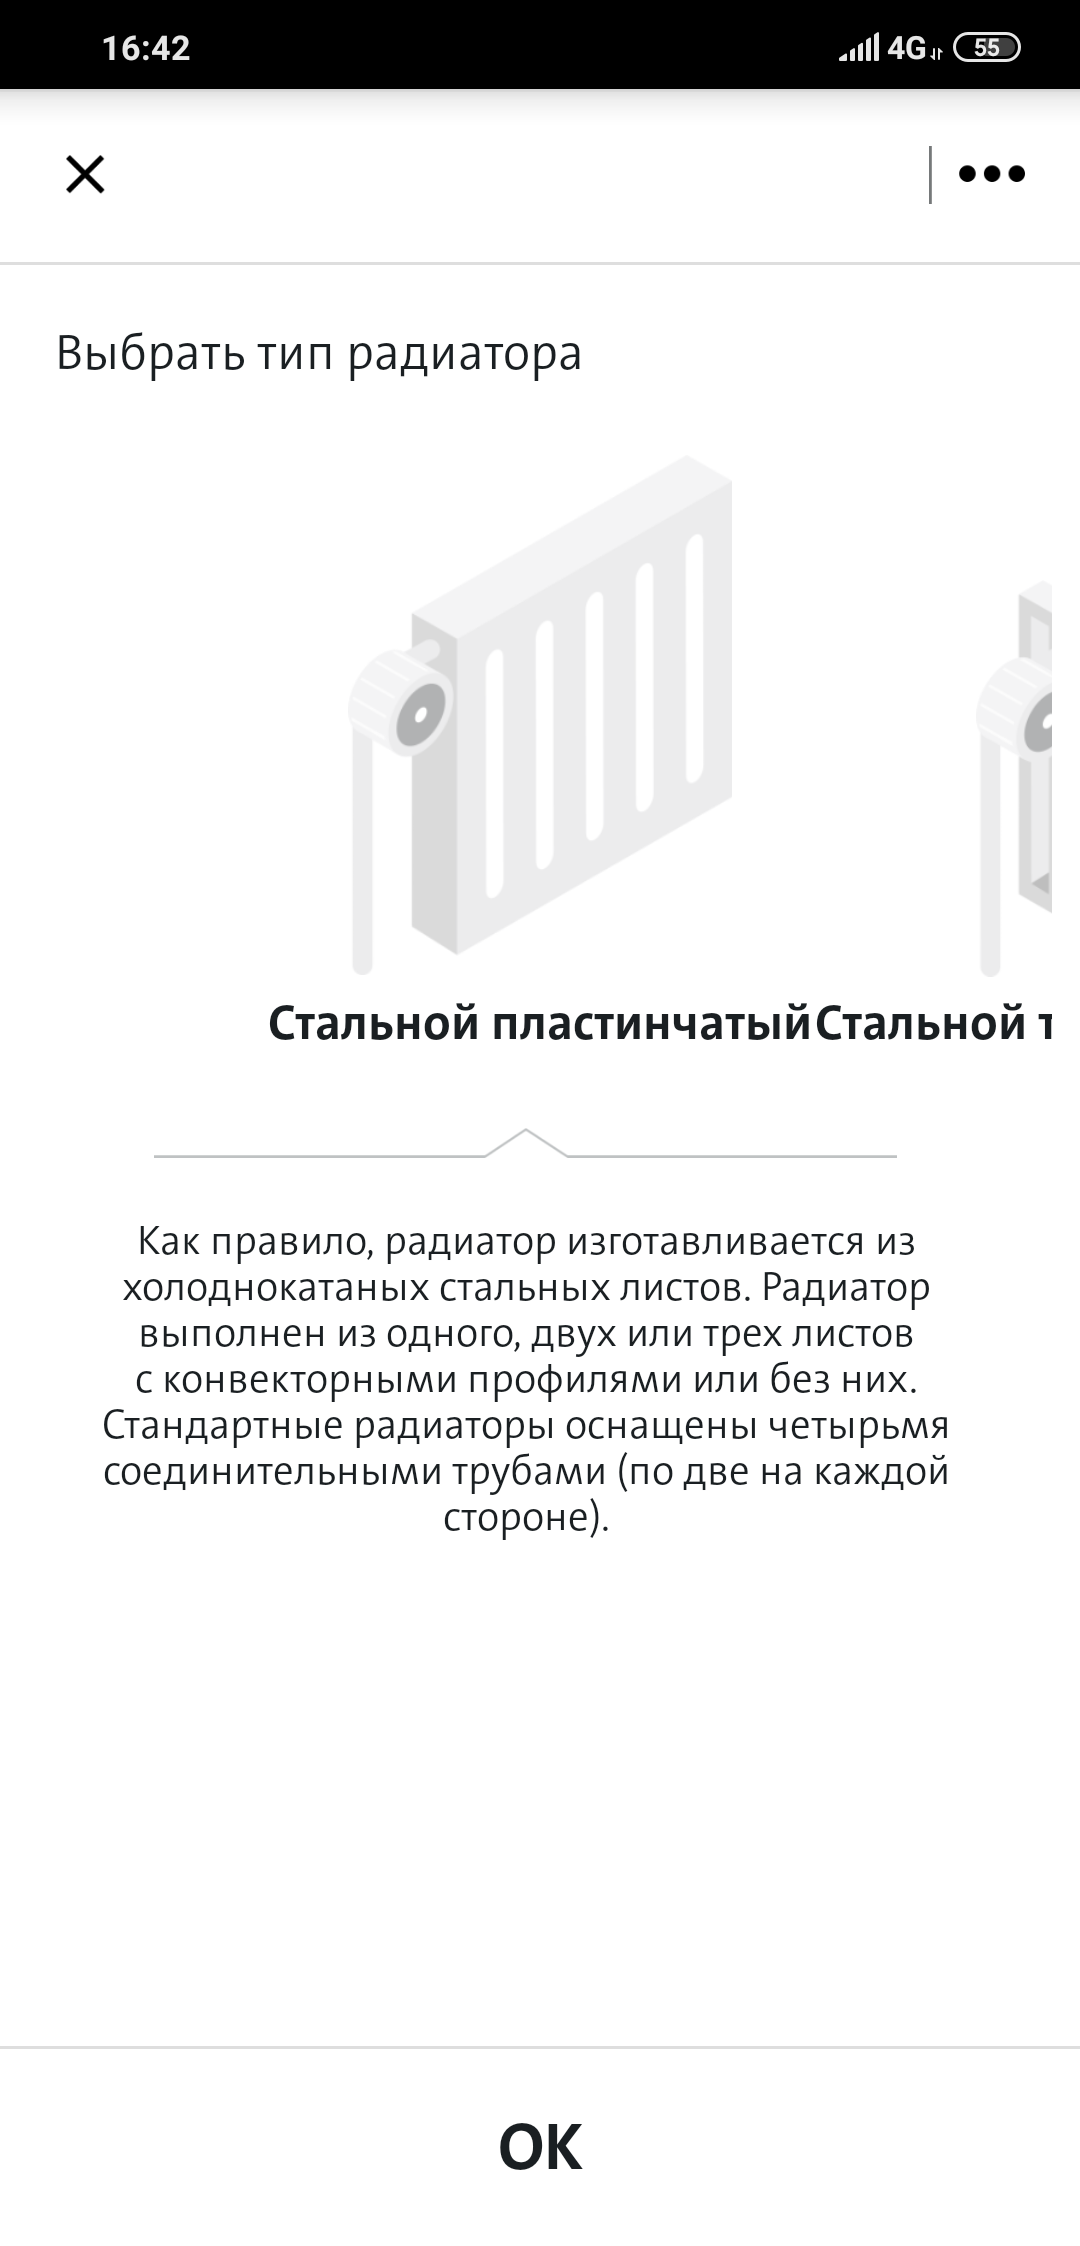 16:42
4G 55
Выбрать тип радиатора
Стальной пластинчатый Стальной
Как правило, радиатор изготавливается из
холоднокатаных стальных листов. Радиатор
выполнен из одного, двух или трех листов
с конвекторными профилями или без них.
Стандартные радиаторы оснащены четырьмя
соединительными трубами (по две на каждой
стороне).
ОК